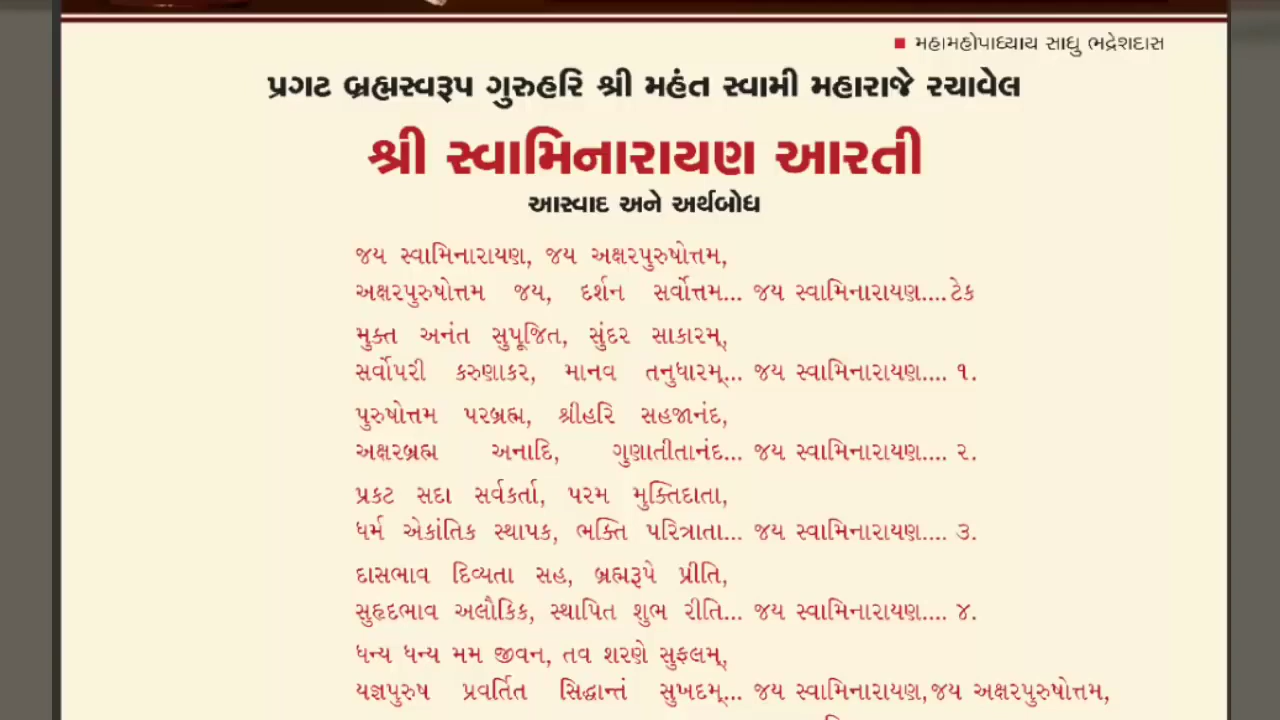 ■ મહામહોપાધ્યાય સાધુ ભદ્રેશદાસ
પ્રગટ બ્રહ્મસ્વરૂપ ગુરુહરિ શ્રી મહંત સ્વામી મહારાજે રચાવેલ
શ્રી સ્વામિનારાયણ આરતી
આસ્વાદ અને અર્થબોધ
જય સ્વામિનારાયણ, જય અક્ષરપુરુષોત્તમ,
અક્ષરપુરુષોત્તમ જય, દર્શન સર્વોત્તમ... જય સ્વામિનારાયણ....ટેક
મુક્ત અનંત સુપૂજિત, સુંદર સાકારમ્,
સર્વોપરી કરુણાકર, માનવ તનુધારમ્... જય સ્વામિનારાયણ.... ૧.
પુરુષોત્તમ પરબ્રહ્મ, શ્રીહરિ સહજાનંદ,
અક્ષરબ્રહ્મ અનાદિ, ગુણાતીતાનંદ... જય સ્વામિનારાયણ.... ૨.
પ્રકટ સદા સર્વકર્તા, પરમ મુક્તિદાતા,
ધર્મ એકાંતિક સ્થાપક, ભક્તિ પરિત્રાતા... જય સ્વામિનારાયણ.... ૩.
દાસભાવ દિવ્યતા સહ, બ્રહ્મરૂપે પ્રીતિ,
સુહૃદભાવ અલૌકિક, સ્થાપિત શુભ રીતિ... જય સ્વામિનારાયણ.... ૪.
ધન્ય ધન્ય મમ જીવન, તવ શરણે સુફલમ્,
યજ્ઞપુરુષ પ્રવર્તિત સિદ્ધાન્તં સુખદમ્... જય સ્વામિનારાયણ,જય અક્ષરપુરુષોત્તમ,